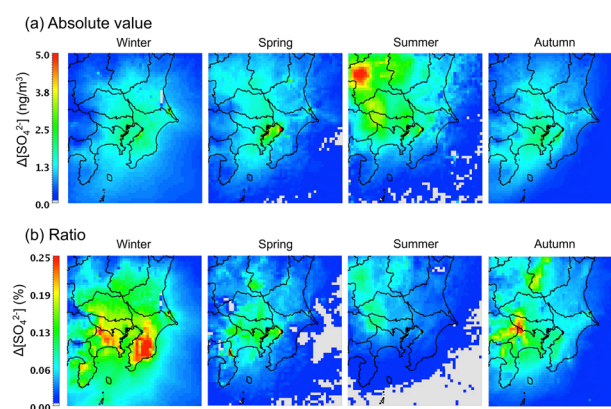 (a) Absolute value
Winter Spring Summer Autumn
5.0
3.8
2.5
1.3
0.0
Δ[SO₄²⁻] (ng/m³)
(b) Ratio
Winter Spring Summer Autumn
0.25
0.19
0.13
0.06
0.00
Δ[SO₄²⁻] (%)